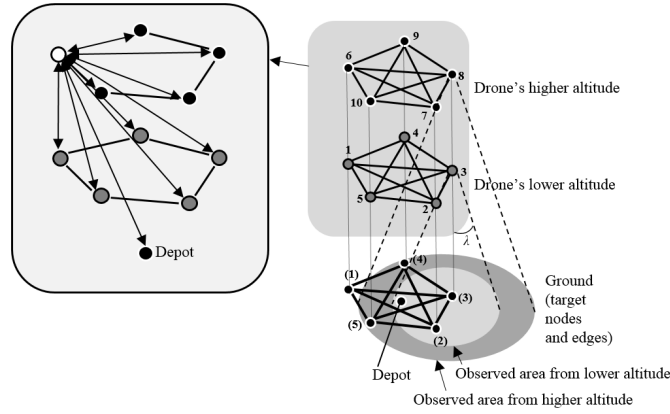 Depot
9
6
8
10
7
Drone's higher altitude
4
1
3
5
2
Drone's lower altitude
λ
(4)
(1)
(3)
(5)
(2)
Ground
(target
nodes
and edges)
Depot
Observed area from lower altitude
Observed area from higher altitude